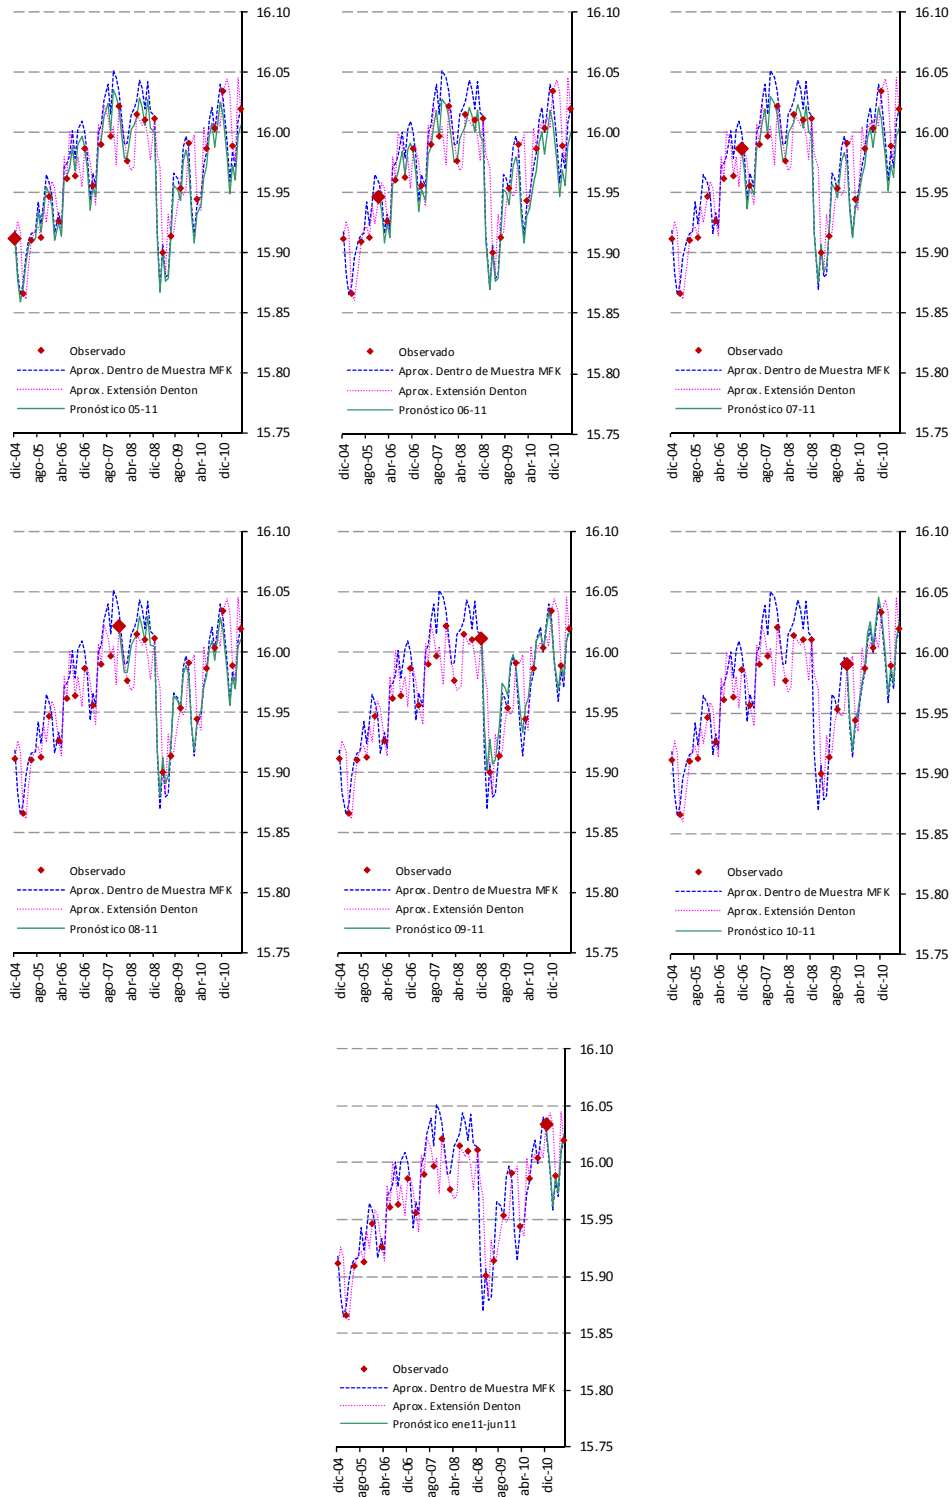 16.10
16.05
16.00
15.95
15.90
15.85
15.80
15.75
Observado
Aprox. Dentro de Muestra MFK
Aprox. Extensión Denton
Pronóstico 05-11
dic-04
ago-05
abr-06
dic-06
ago-07
abr-08
dic-08
ago-09
abr-10
dic-10
16.10
16.05
16.00
15.95
15.90
15.85
15.80
15.75
Observado
Aprox. Dentro de Muestra MFK
Aprox. Extensión Denton
Pronóstico 06-11
dic-04
ago-05
abr-06
dic-06
ago-07
abr-08
dic-08
ago-09
abr-10
dic-10
16.10
16.05
16.00
15.95
15.90
15.85
15.80
15.75
Observado
Aprox. Dentro de Muestra MFK
Aprox. Extensión Denton
Pronóstico 07-11
dic-04
ago-05
abr-06
dic-06
ago-07
abr-08
dic-08
ago-09
abr-10
dic-10
16.10
16.05
16.00
15.95
15.90
15.85
15.80
15.75
Observado
Aprox. Dentro de Muestra MFK
Aprox. Extensión Denton
Pronóstico 08-11
dic-04
ago-05
abr-06
dic-06
ago-07
abr-08
dic-08
ago-09
abr-10
dic-10
16.10
16.05
16.00
15.95
15.90
15.85
15.80
15.75
Observado
Aprox. Dentro de Muestra MFK
Aprox. Extensión Denton
Pronóstico 09-11
dic-04
ago-05
abr-06
dic-06
ago-07
abr-08
dic-08
ago-09
abr-10
dic-10
16.10
16.05
16.00
15.95
15.90
15.85
15.80
15.75
Observado
Aprox. Dentro de Muestra MFK
Aprox. Extensión Denton
Pronóstico 10-11
dic-04
ago-05
abr-06
dic-06
ago-07
abr-08
dic-08
ago-09
abr-10
dic-10
16.10
16.05
16.00
15.95
15.90
15.85
15.80
15.75
Observado
Aprox. Dentro de Muestra MFK
Aprox. Extensión Denton
Pronóstico ene11-jun11
dic-04
ago-05
abr-06
dic-06
ago-07
abr-08
dic-08
ago-09
abr-10
dic-10